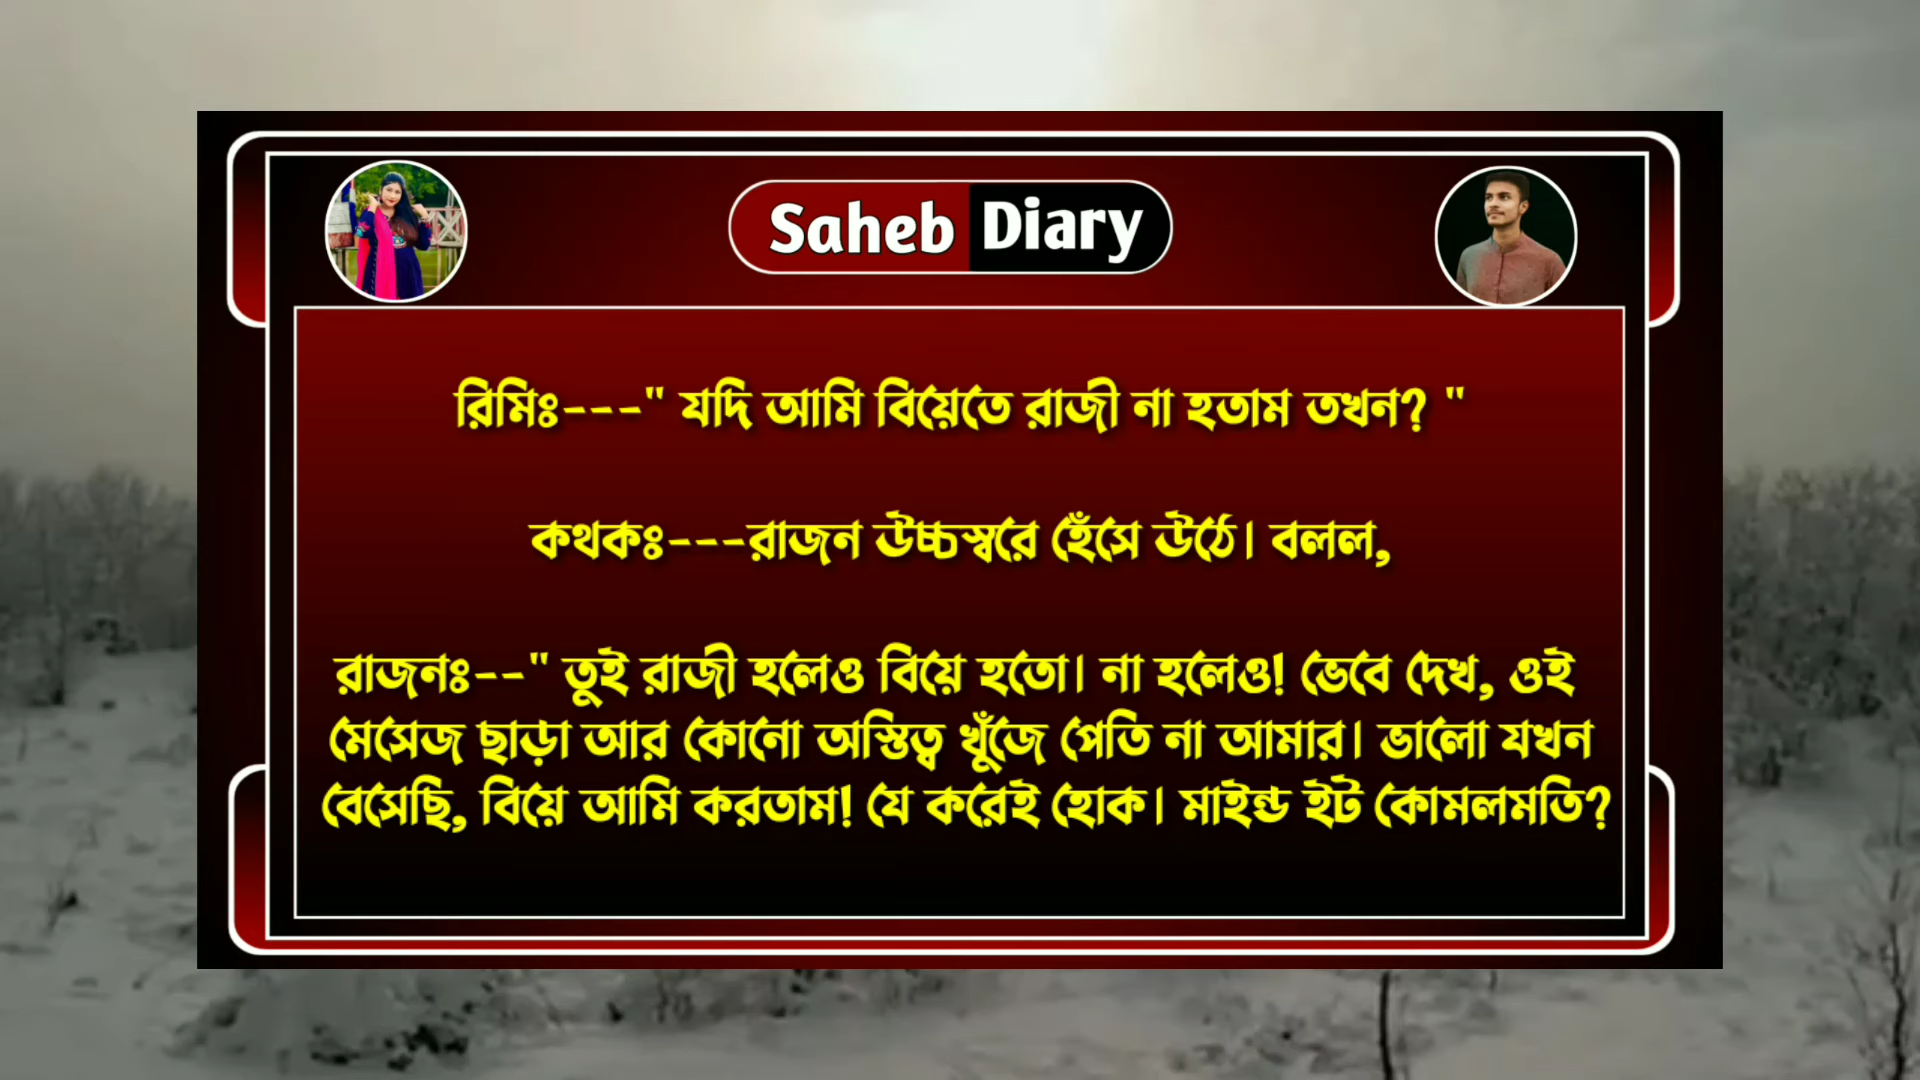 Saheb Diary
রিমিঃ---" যদি আমি বিয়েতে রাজী না হতাম তখন? "
কথকঃ---রাজন উচ্চস্বরে হেঁসে উঠে। বলল,
রাজনঃ--" তুই রাজী হলেও বিয়ে হতো। না হলেও! ভেবে দেখ, ওই
মেসেজ ছাড়া আর কোনো অস্তিত্ব খুঁজে পেতি না আমার। ভালো যখন
বেসেছি, বিয়ে আমি করতাম! যে করেই হোক। মাইন্ড ইট কোমলমতি?